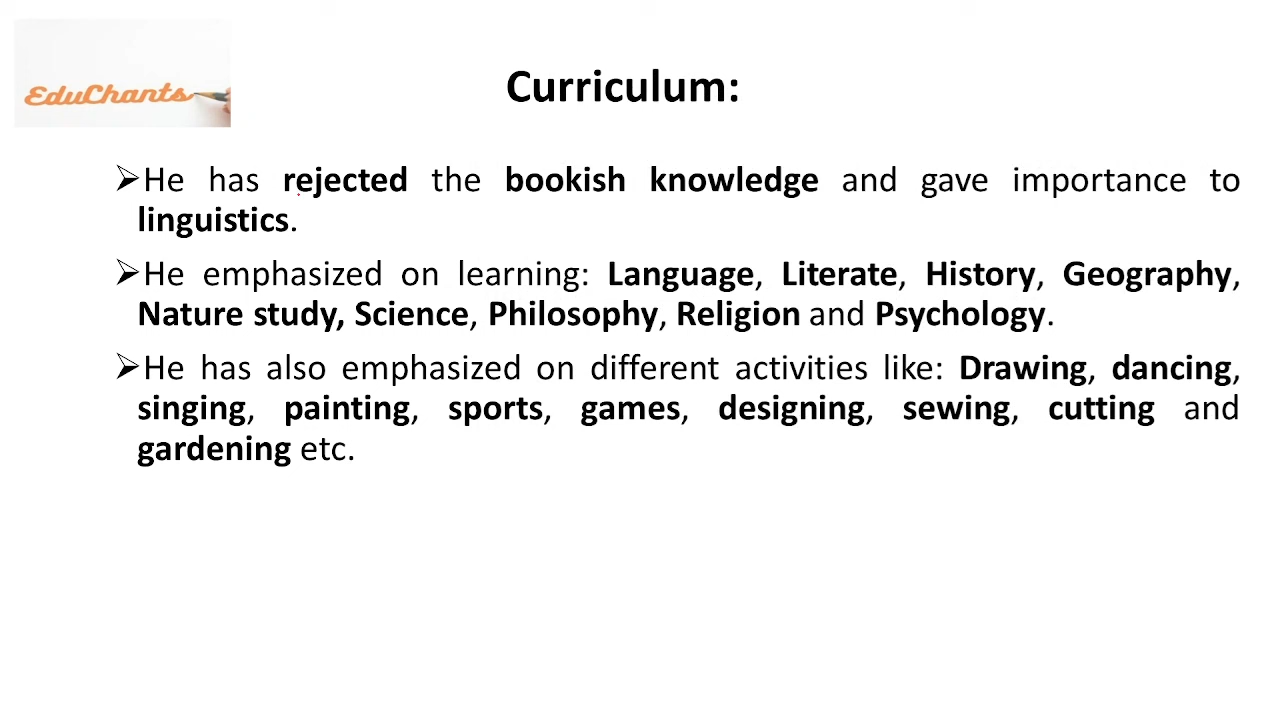 EduChants
Curriculum:
➢He has rejected the bookish knowledge and gave importance to
linguistics.
➢He emphasized on learning: Language, Literate, History, Geography,
Nature study, Science, Philosophy, Religion and Psychology.
➢He has also emphasized on different activities like: Drawing, dancing,
singing, painting, sports, games, designing, sewing, cutting and
gardening etc.